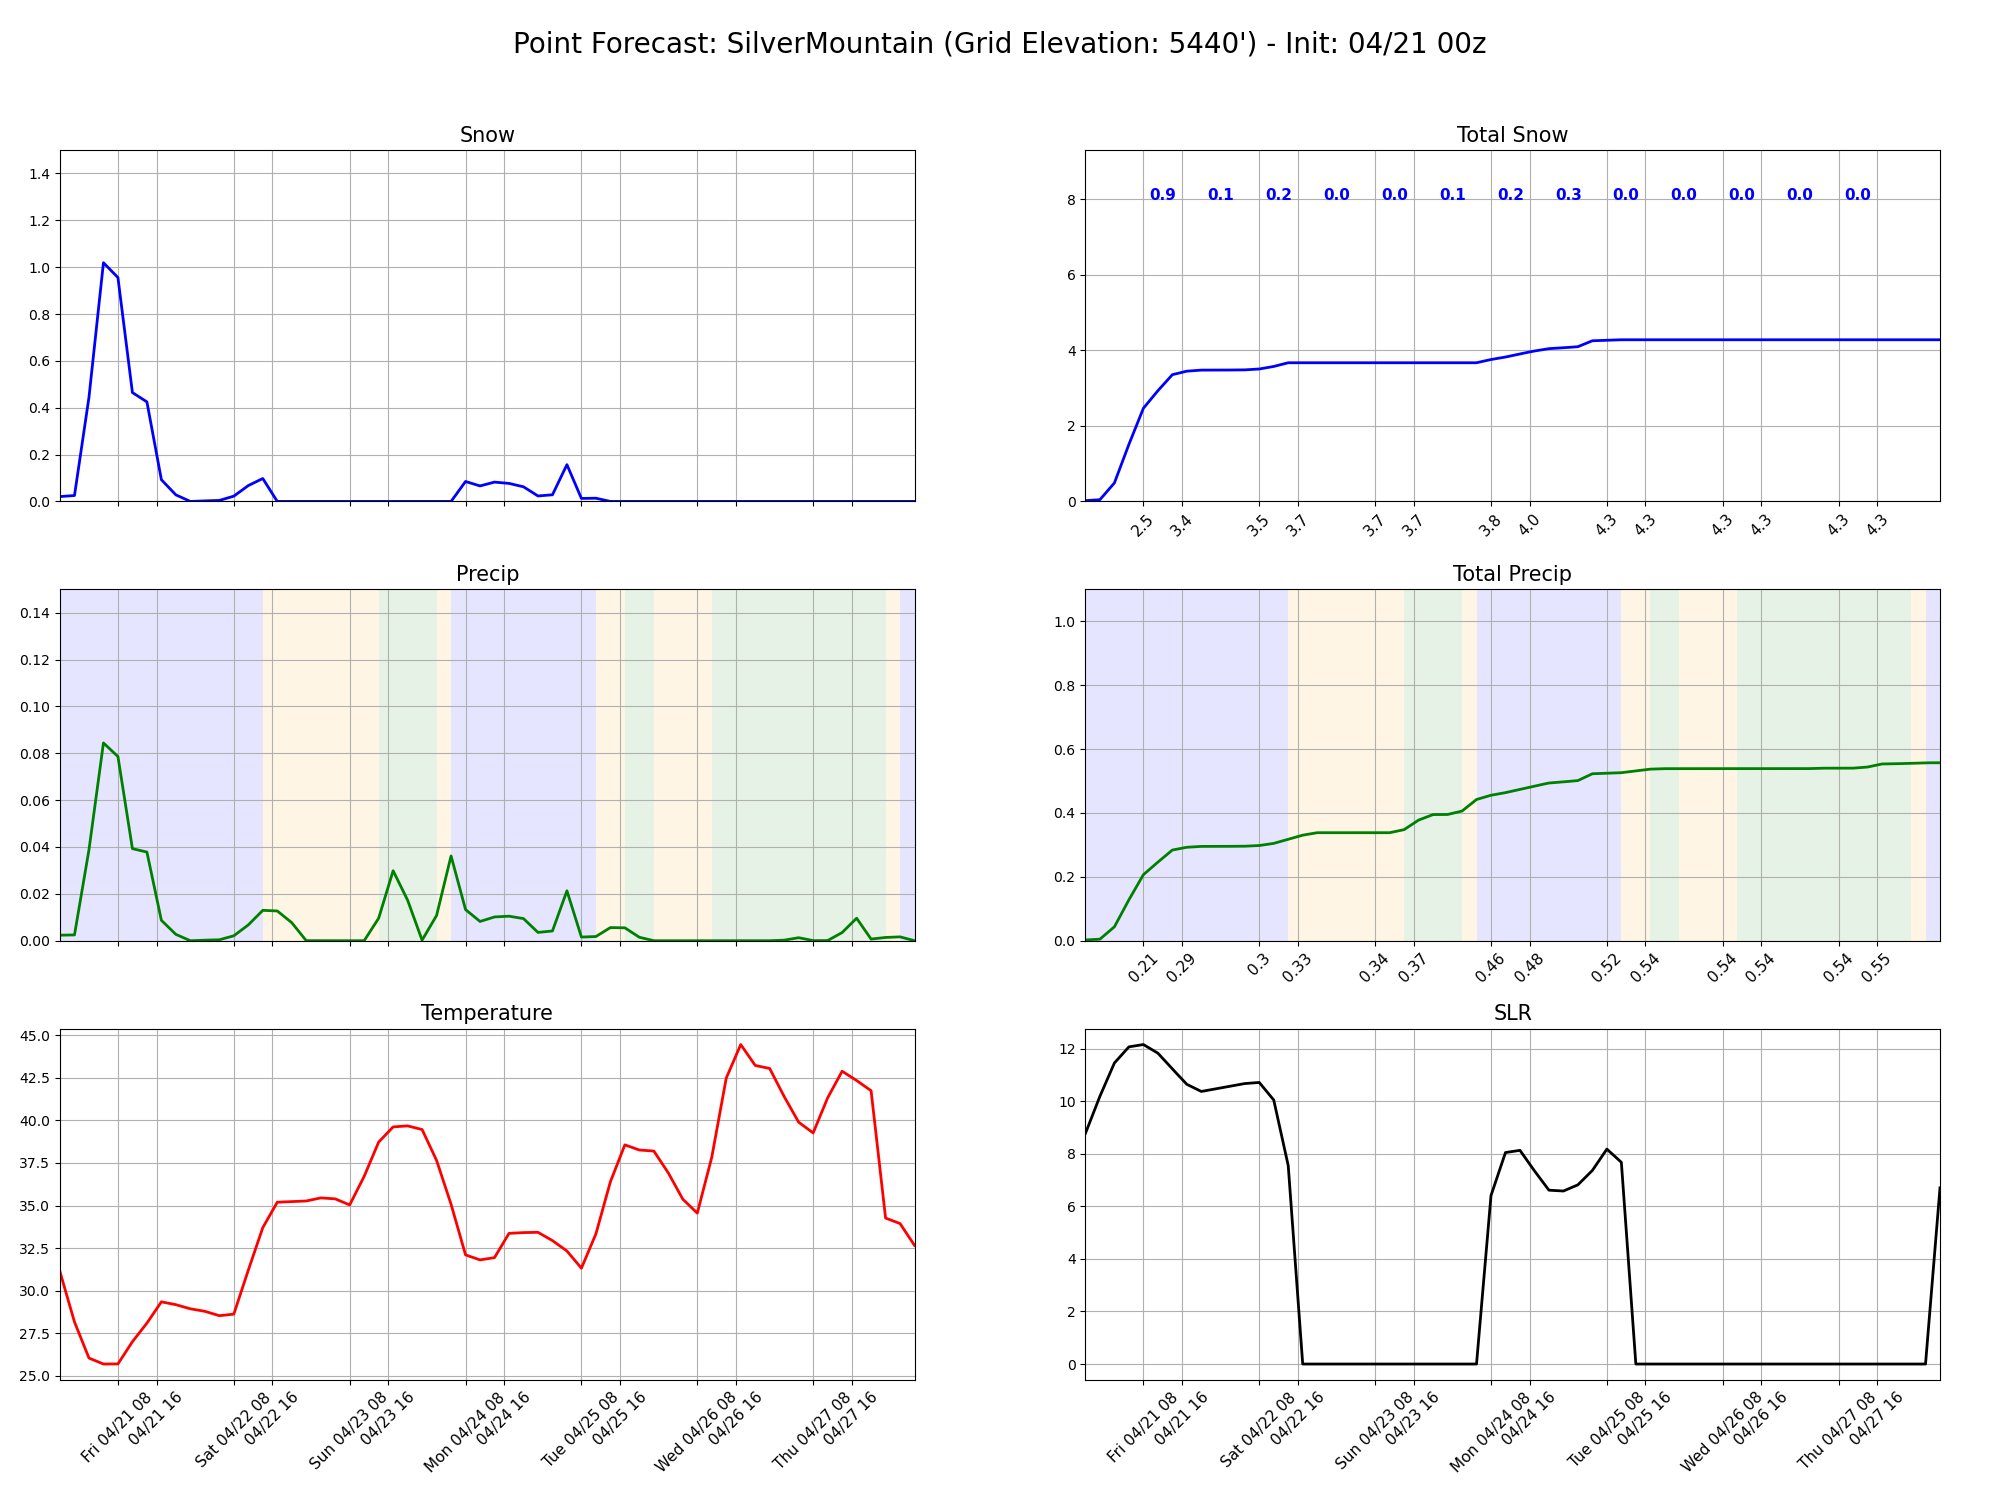 Point Forecast: SilverMountain (Grid Elevation: 5440') - Init: 04/21 00z
Snow
1.4
1.2
1.0
0.8
0.6
0.4
0.2
0.0
Total Snow
0.9 0.1 0.2 0.0 0.0 0.1 0.2 0.3 0.0 0.0 0.0 0.0 0.0
8
6
4
2
0
2.5 3.4 3.5 3.7 3.7 3.7 3.8 4.0 4.3 4.3 4.3 4.3 4.3 4.3
Precip
0.14
0.12
0.10
0.08
0.06
0.04
0.02
0.00
Total Precip
1.0
0.8
0.6
0.4
0.2
0.0
0.21 0.29 0.3 0.33 0.34 0.37 0.46 0.48 0.52 0.54 0.54 0.54 0.54 0.55
Temperature
45.0
42.5
40.0
37.5
35.0
32.5
30.0
27.5
25.0
Fri 04/21 08
04/21 16
Sat 04/22 08
04/22 16
Sun 04/23 08
04/23 16
Mon 04/24 08
04/24 16
Tue 04/25 08
04/25 16
Wed 04/26 08
04/26 16
Thu 04/27 08
04/27 16
SLR
12
10
8
6
4
2
0
Fri 04/21 08
04/21 16
Sat 04/22 08
04/22 16
Sun 04/23 08
04/23 16
Mon 04/24 08
04/24 16
Tue 04/25 08
04/25 16
Wed 04/26 08
04/26 16
Thu 04/27 08
04/27 16